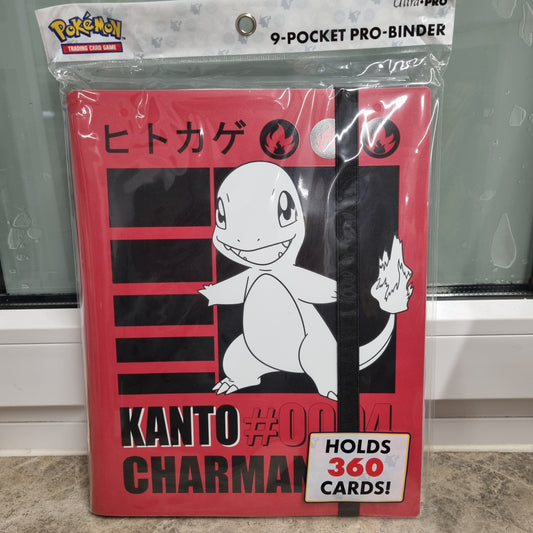 Pokémon
TRADING CARD GAME
Ultra•PRO
9-POCKET PRO-BINDER
ヒトカゲ
KANTO #0004
CHARMAN
HOLDS
360
CARDS!